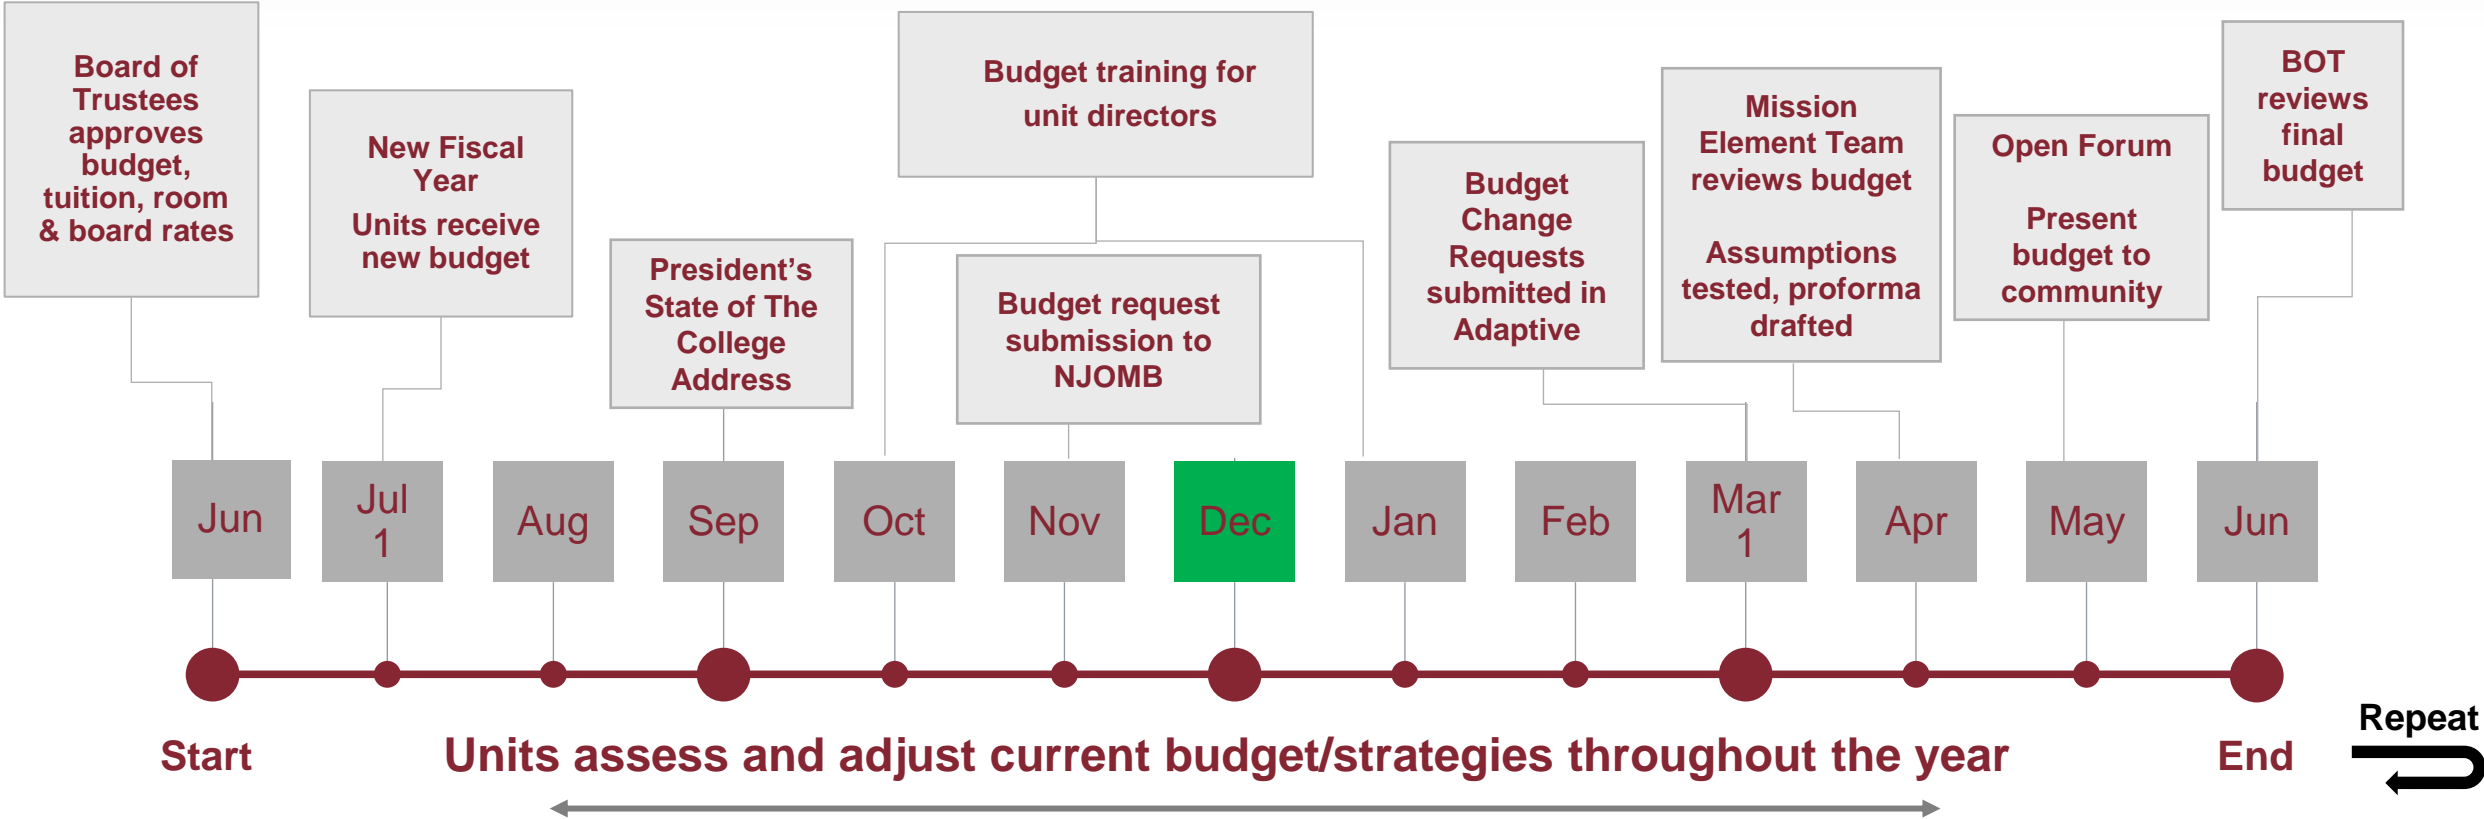 Board of
Trustees
approves
budget,
tuition, room
& board rates
New Fiscal
Year
Units receive
new budget
President’s
State of The
College
Address
Budget training for
unit directors
Budget request
submission to
NJOMB
Budget
Change
Requests
submitted in
Adaptive
Mission
Element Team
reviews budget
Assumptions
tested, proforma
drafted
Open Forum
Present
budget to
community
BOT
reviews
final
budget
Jun
Jul
1
Aug
Sep
Oct
Nov
Dec
Jan
Feb
Mar
1
Apr
May
Jun
Start
Units assess and adjust current budget/strategies throughout the year
End
Repeat